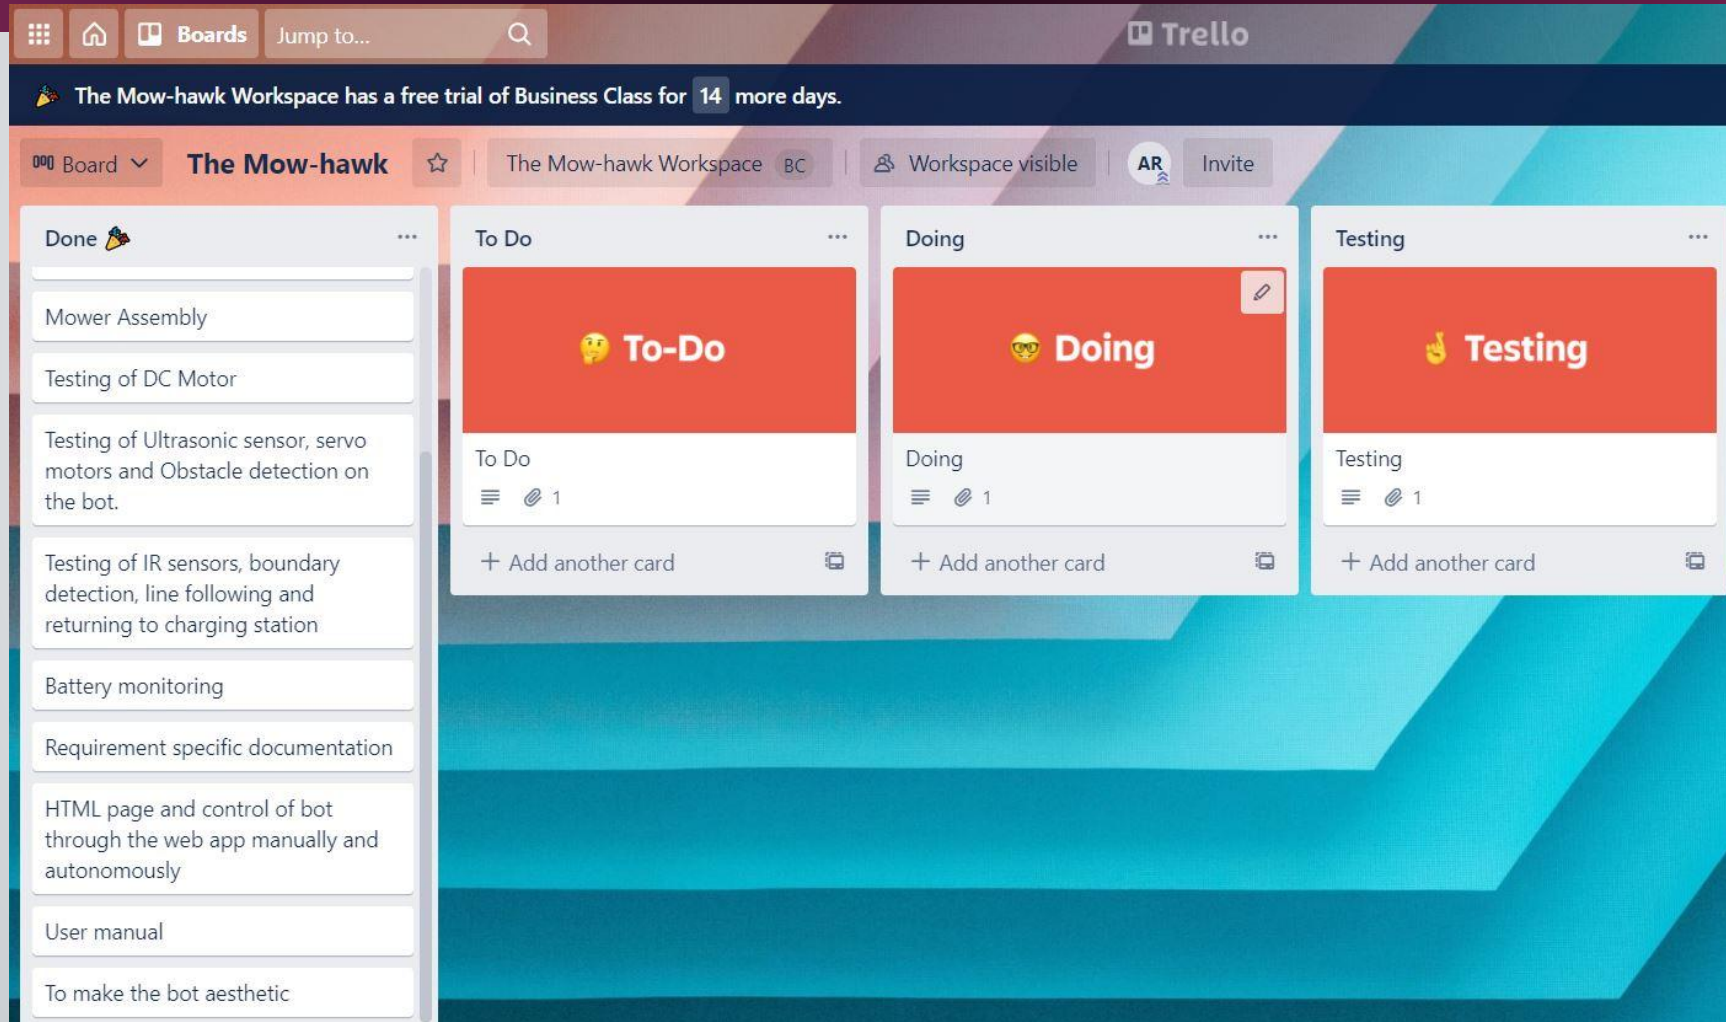 Boards
Jump to...
Trello
The Mow-hawk Workspace has a free trial of Business Class for 14 more days.
Board
The Mow-hawk
The Mow-hawk Workspace BC
Workspace visible
AR
Invite
Done
Mower Assembly
Testing of DC Motor
Testing of Ultrasonic sensor, servo
motors and Obstacle detection on
the bot.
Testing of IR sensors, boundary
detection, line following and
returning to charging station
Battery monitoring
Requirement specific documentation
HTML page and control of bot
through the web app manually and
autonomously
User manual
To make the bot aesthetic
To Do
To-Do
To Do
1
+ Add another card
Doing
Doing
Doing
1
+ Add another card
Testing
Testing
Testing
1
+ Add another card